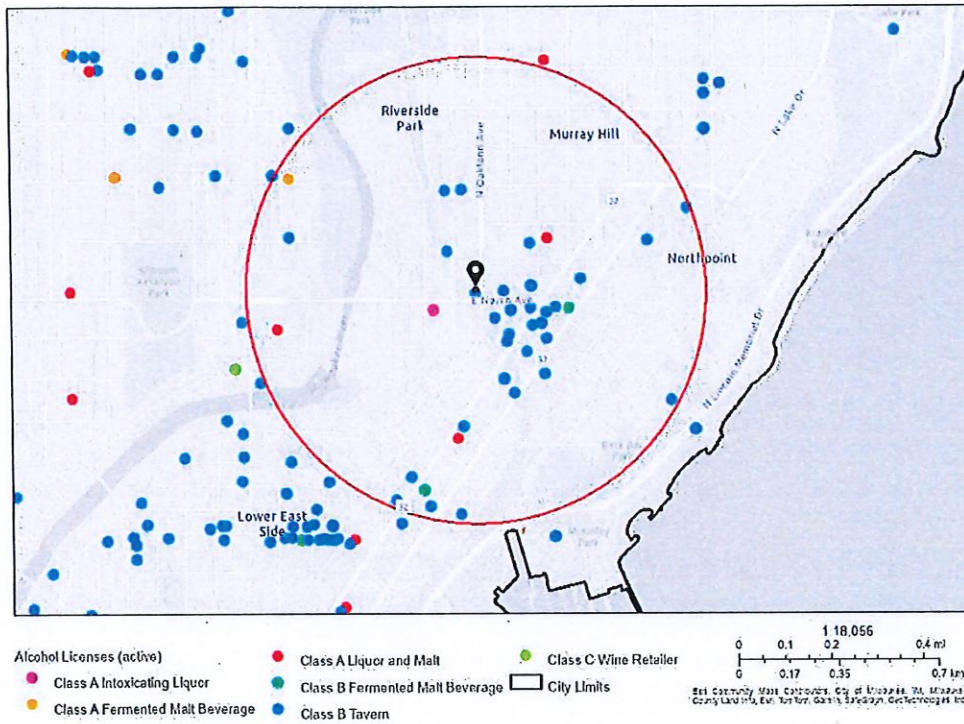 Riverside
Park
Murray Hill
N Oakland Ave
N Lake Dr
32
Northpoint
E North Ave
32
N Lincoln Memorial Dr
Lower East
Side
32
Alcohol Licenses (active)
Class A Intoxicating Liquor
Class A Fermented Malt Beverage
Class A Liquor and Malt
Class B Fermented Malt Beverage
Class B Tavern
Class C Wine Retailer
City Limits
1:18,056
0 0.1 0.2 0.4 mi
0 0.17 0.35 0.7 km